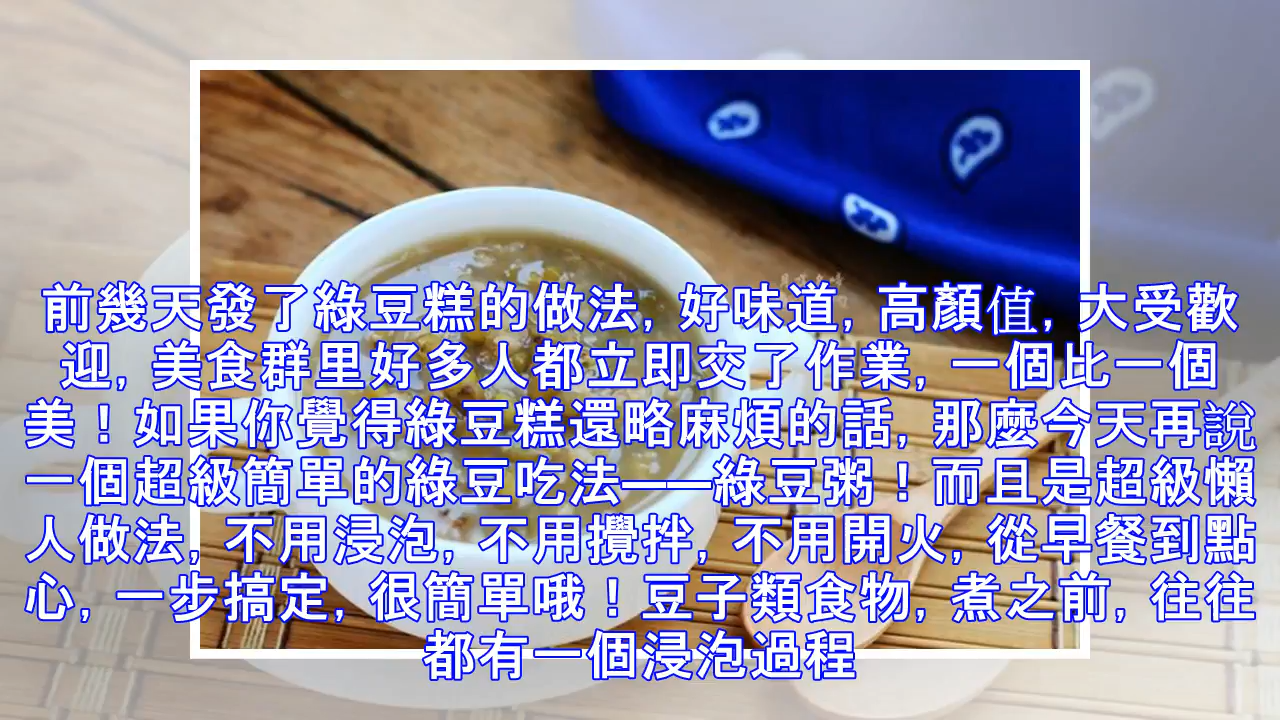 前幾天發了綠豆糕的做法, 好味道, 高顏值, 大受歡
迎, 美食群里好多人都立即交了作業, 一個比一個
美！如果你覺得綠豆糕還略麻煩的話, 那麼今天再說
一個超級簡單的綠豆吃法——綠豆粥！而且是超級懶
人做法, 不用浸泡, 不用攪拌, 不用開火, 從早餐到點
心, 一步搞定, 很簡單哦！豆子類食物, 煮之前, 往往
都有一個浸泡過程